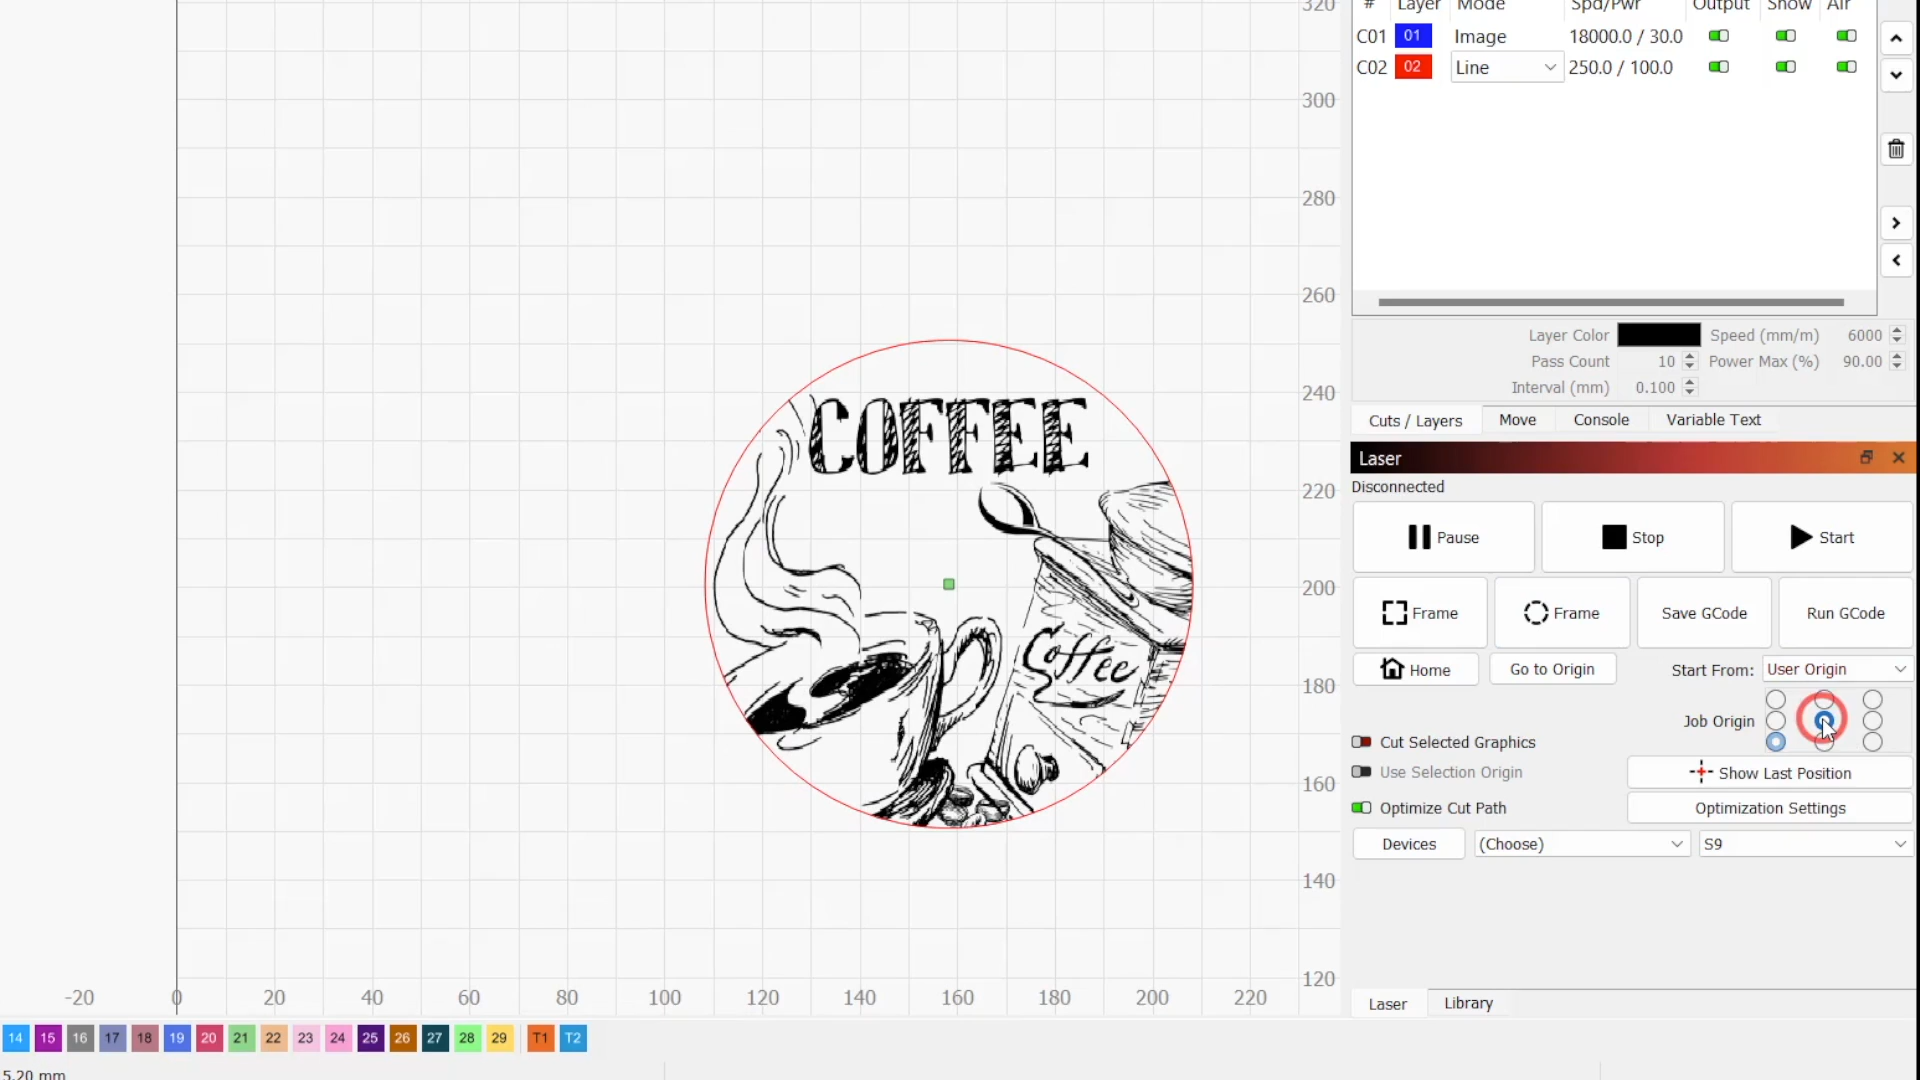 # Layer Mode Spd/Pwr Output Show Air
C01 01 Image 18000.0 / 30.0
C02 02 Line 250.0 / 100.0
320
300
280
260
240
220
200
180
160
140
120
COFFEE
Coffee
-20 0 20 40 60 80 100 120 140 160 180 200 220
Layer Color Speed (mm/m) 6000
Pass Count 10 Power Max (%) 90.00
Interval (mm) 0.100
Cuts / Layers Move Console Variable Text
Laser
Disconnected
Pause Stop Start
Frame Frame Save GCode Run GCode
Home Go to Origin Start From: User Origin
Job Origin
Cut Selected Graphics
Use Selection Origin Show Last Position
Optimize Cut Path Optimization Settings
Devices (Choose) S9
Laser Library
14 15 16 17 18 19 20 21 22 23 24 25 26 27 28 29 T1 T2
5.20 mm